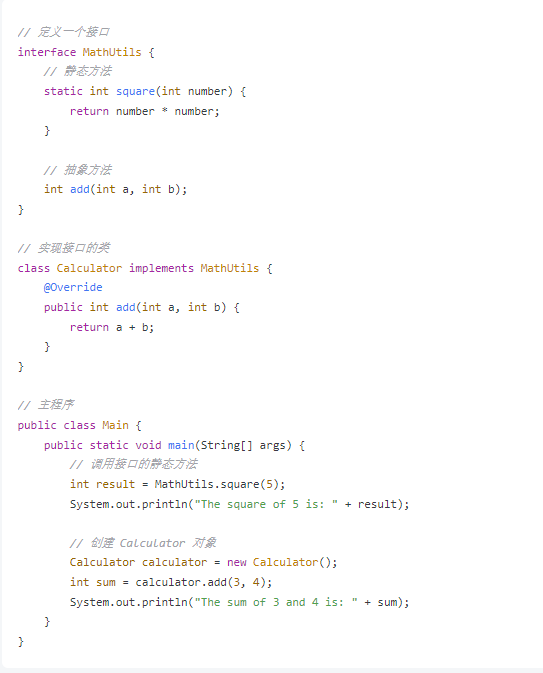 // 定义一个接口
interface MathUtils {
    // 静态方法
    static int square(int number) {
        return number * number;
    }

    // 抽象方法
    int add(int a, int b);
}

// 实现接口的类
class Calculator implements MathUtils {
    @Override
    public int add(int a, int b) {
        return a + b;
    }
}

// 主程序
public class Main {
    public static void main(String[] args) {
        // 调用接口的静态方法
        int result = MathUtils.square(5);
        System.out.println("The square of 5 is: " + result);

        // 创建 Calculator 对象
        Calculator calculator = new Calculator();
        int sum = calculator.add(3, 4);
        System.out.println("The sum of 3 and 4 is: " + sum);
    }
}